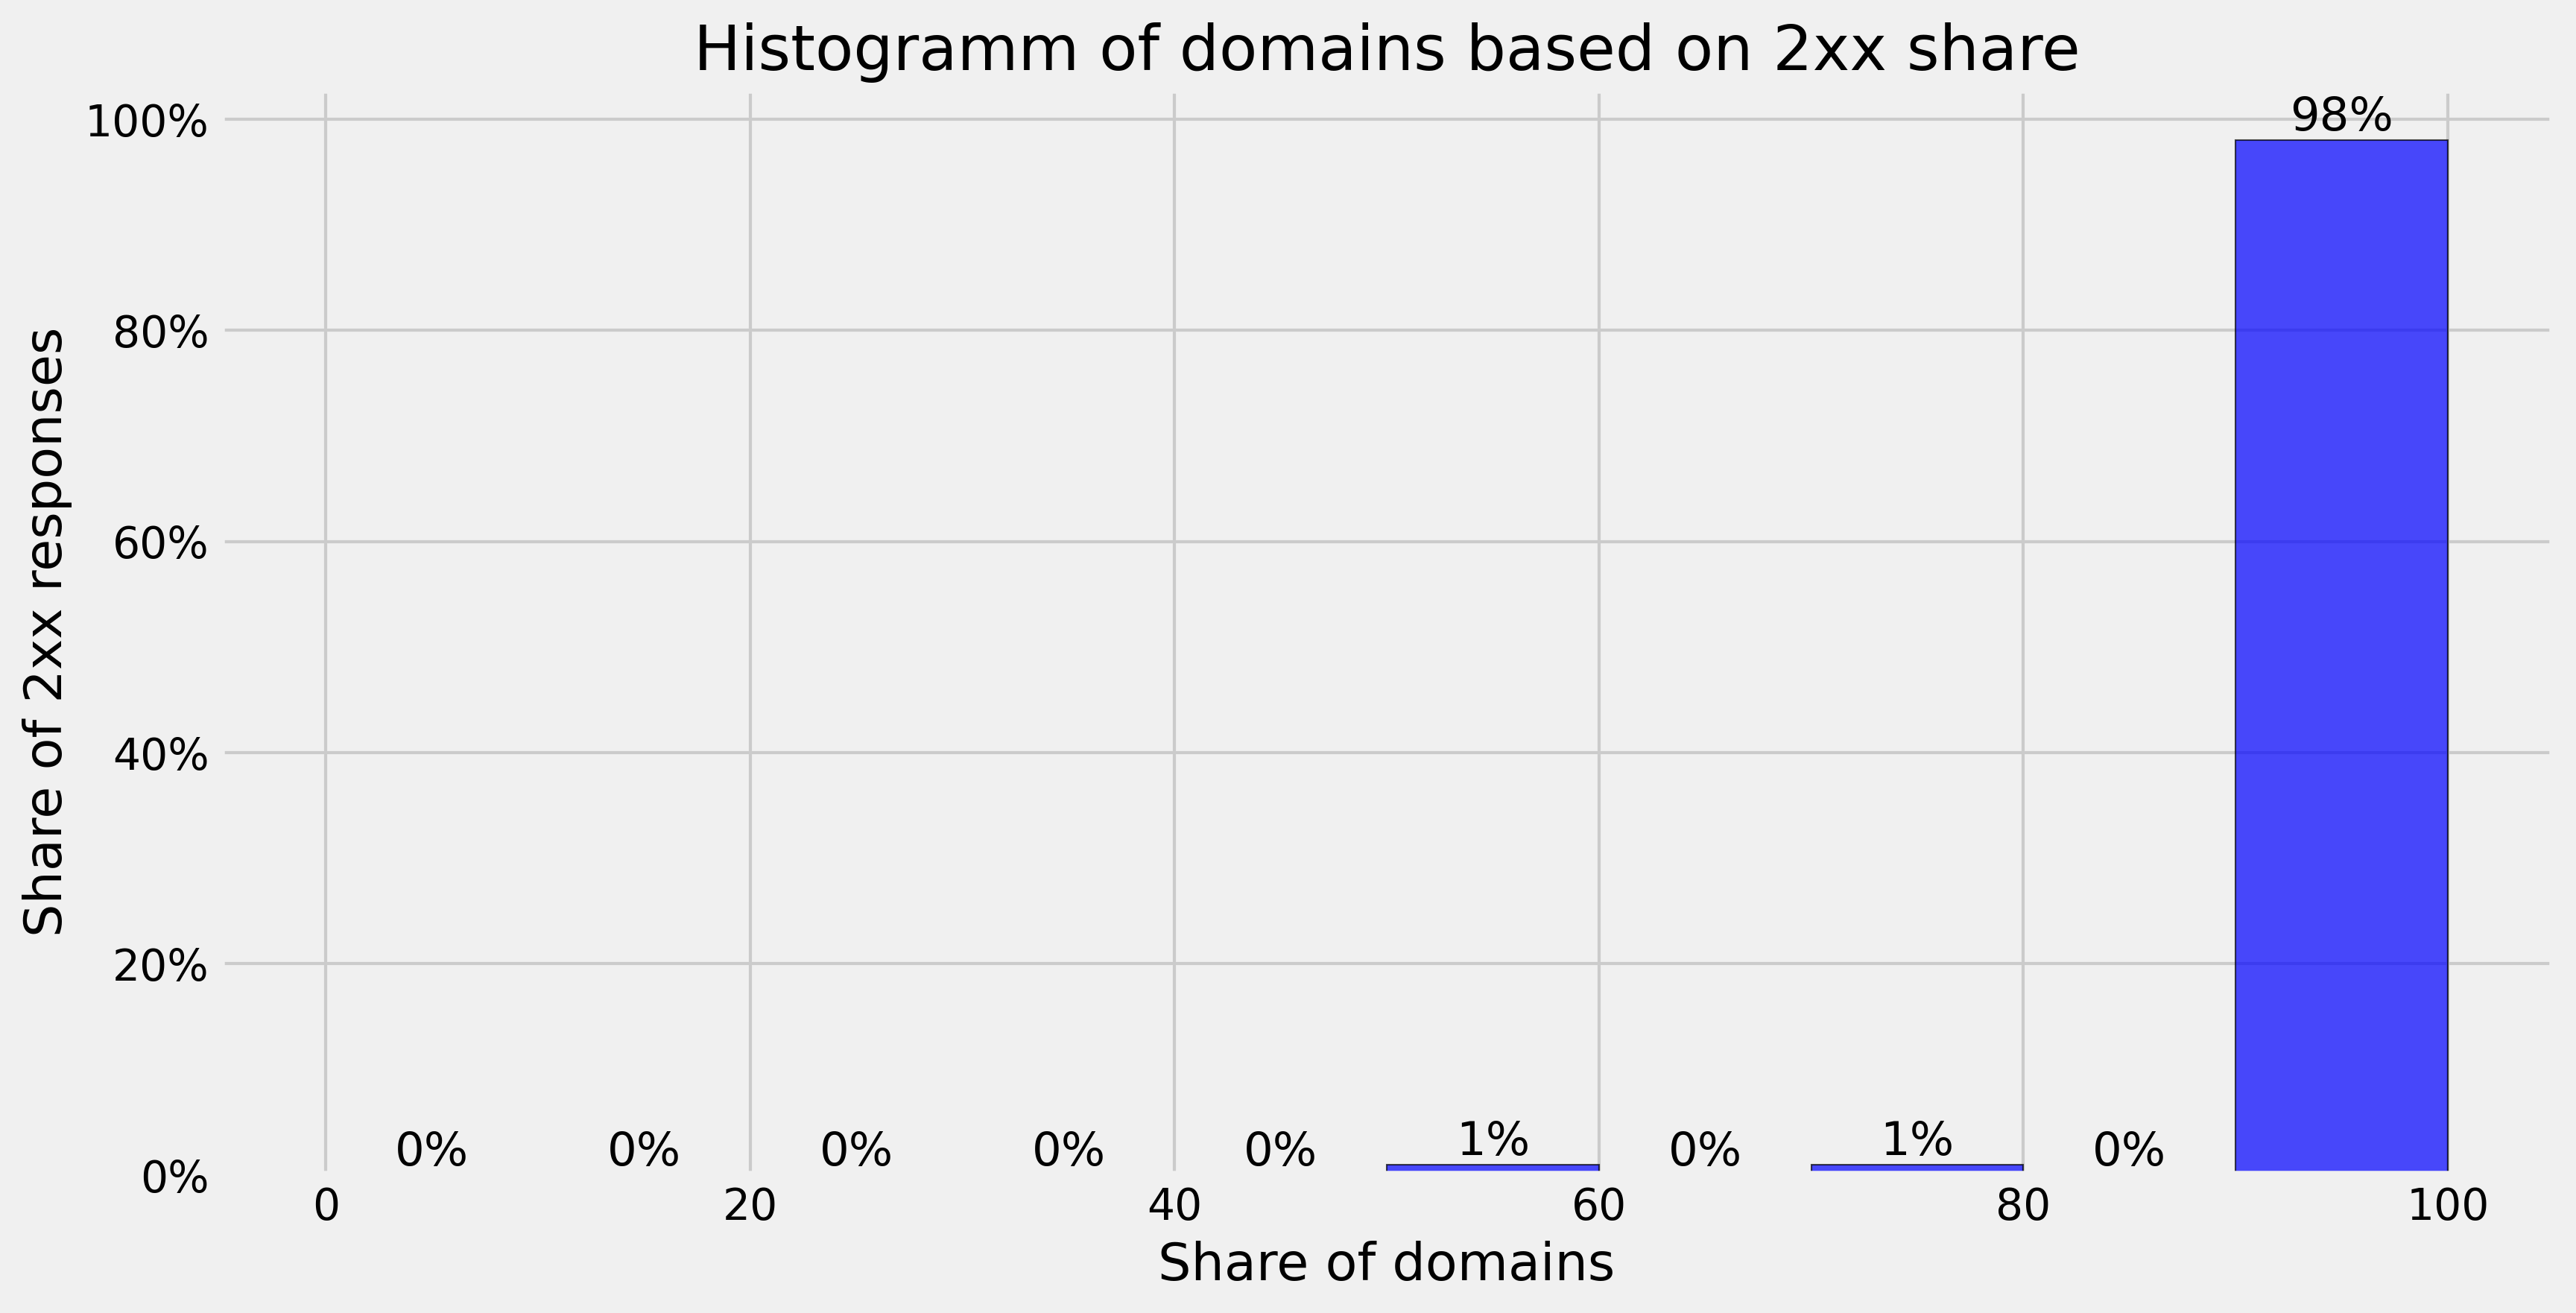 Histogramm of domains based on 2xx share
Share of 2xx responses
100%
80%
60%
40%
20%
0%
0% 0% 0% 0% 0% 1% 0% 1% 0% 98%
0 20 40 60 80 100
Share of domains